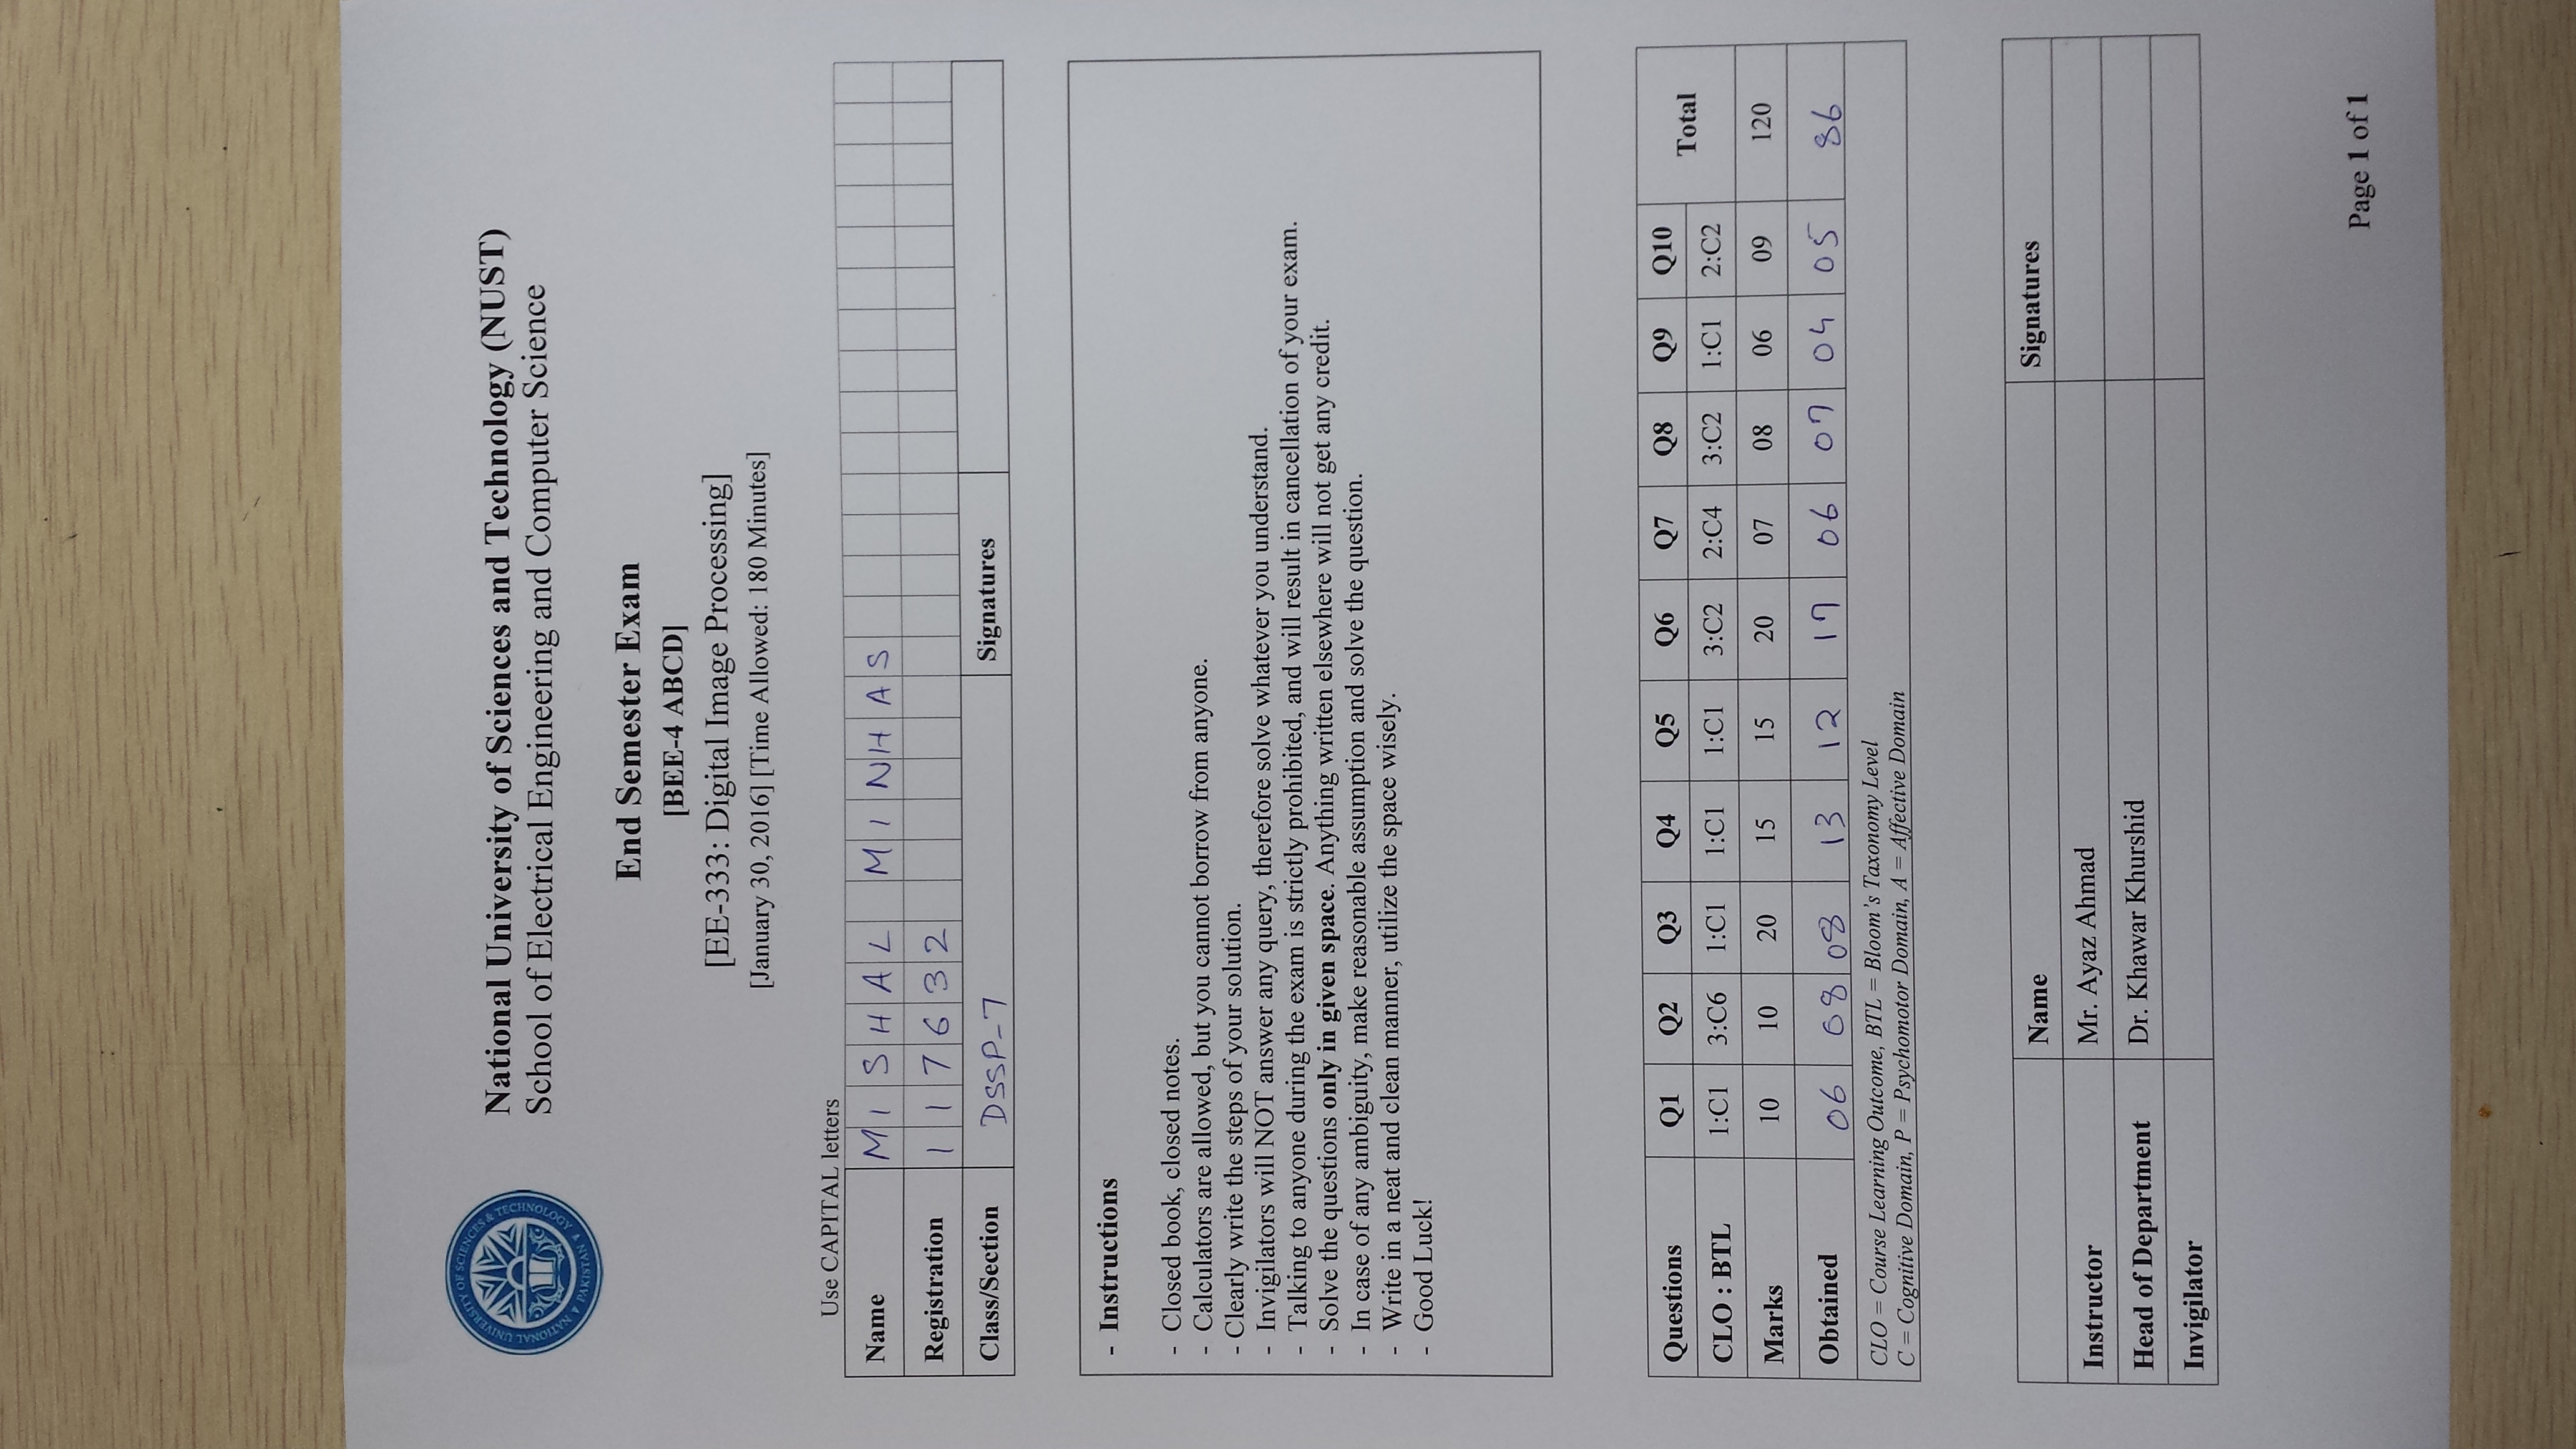 NATIONAL UNIVERSITY OF SCIENCES & TECHNOLOGY
PAKISTAN
National University of Sciences and Technology (NUST)
School of Electrical Engineering and Computer Science
End Semester Exam
[BEE-4 ABCD]
[EE-333: Digital Image Processing]
[January 30, 2016] [Time Allowed: 180 Minutes]
Use CAPITAL letters
Name MISHAL MINHAS
Registration 117632
Class/Section DSSP-7 Signatures
- Instructions
- Closed book, closed notes.
- Calculators are allowed, but you cannot borrow from anyone.
- Clearly write the steps of your solution.
- Invigilators will NOT answer any query, therefore solve whatever you understand.
- Talking to anyone during the exam is strictly prohibited, and will result in cancellation of your exam.
- Solve the questions only in given space. Anything written elsewhere will not get any credit.
- In case of any ambiguity, make reasonable assumption and solve the question.
- Write in a neat and clean manner, utilize the space wisely.
- Good Luck!
Questions Q1 Q2 Q3 Q4 Q5 Q6 Q7 Q8 Q9 Q10 Total
CLO : BTL 1:C1 3:C6 1:C1 1:C1 1:C1 3:C2 2:C4 3:C2 1:C1 2:C2
Marks 10 10 20 15 15 20 07 08 06 09 120
Obtained 06 08 08 13 12 17 06 07 04 05 86
CLO = Course Learning Outcome, BTL = Bloom's Taxonomy Level
C = Cognitive Domain, P = Psychomotor Domain, A = Affective Domain
Name Signatures
Instructor Mr. Ayaz Ahmad
Head of Department Dr. Khawar Khurshid
Invigilator
Page 1 of 1